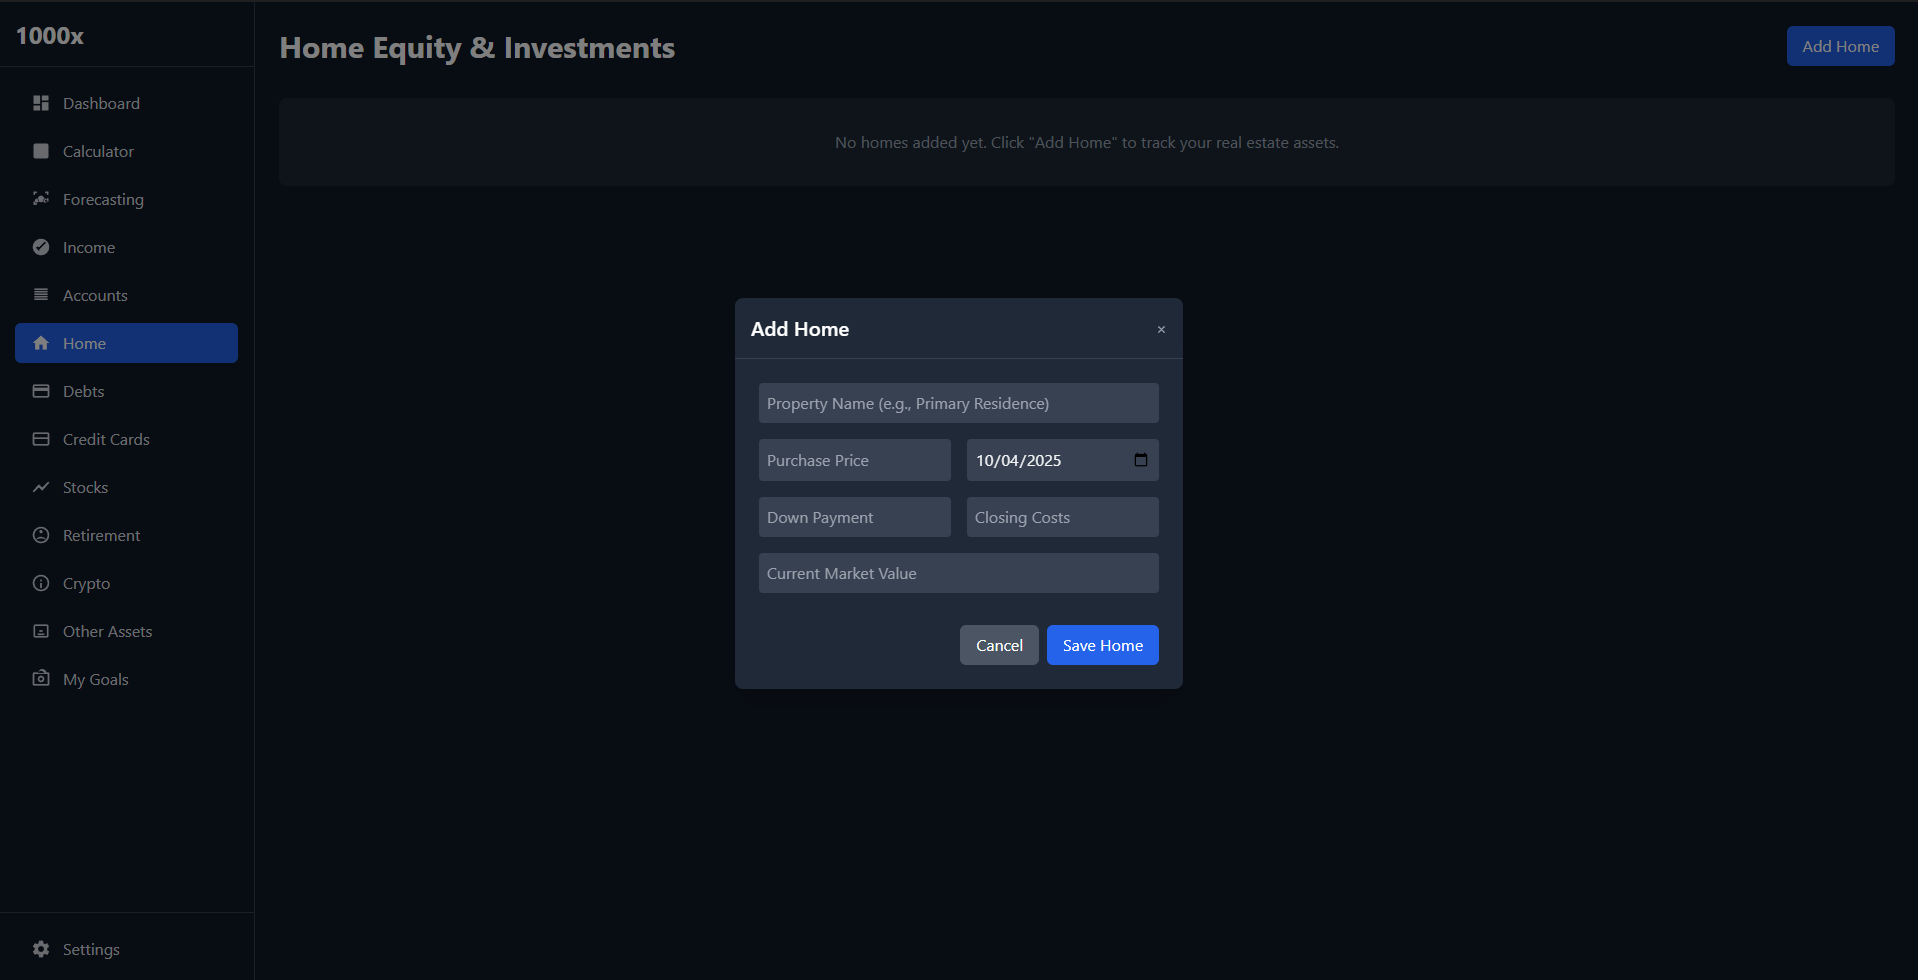 1000x
Dashboard
Calculator
Forecasting
Income
Accounts
Home
Debts
Credit Cards
Stocks
Retirement
Crypto
Other Assets
My Goals
Settings
Home Equity & Investments
Add Home
No homes added yet. Click "Add Home" to track your real estate assets.
Add Home
×
Property Name (e.g., Primary Residence)
Purchase Price
10/04/2025
Down Payment
Closing Costs
Current Market Value
Cancel
Save Home